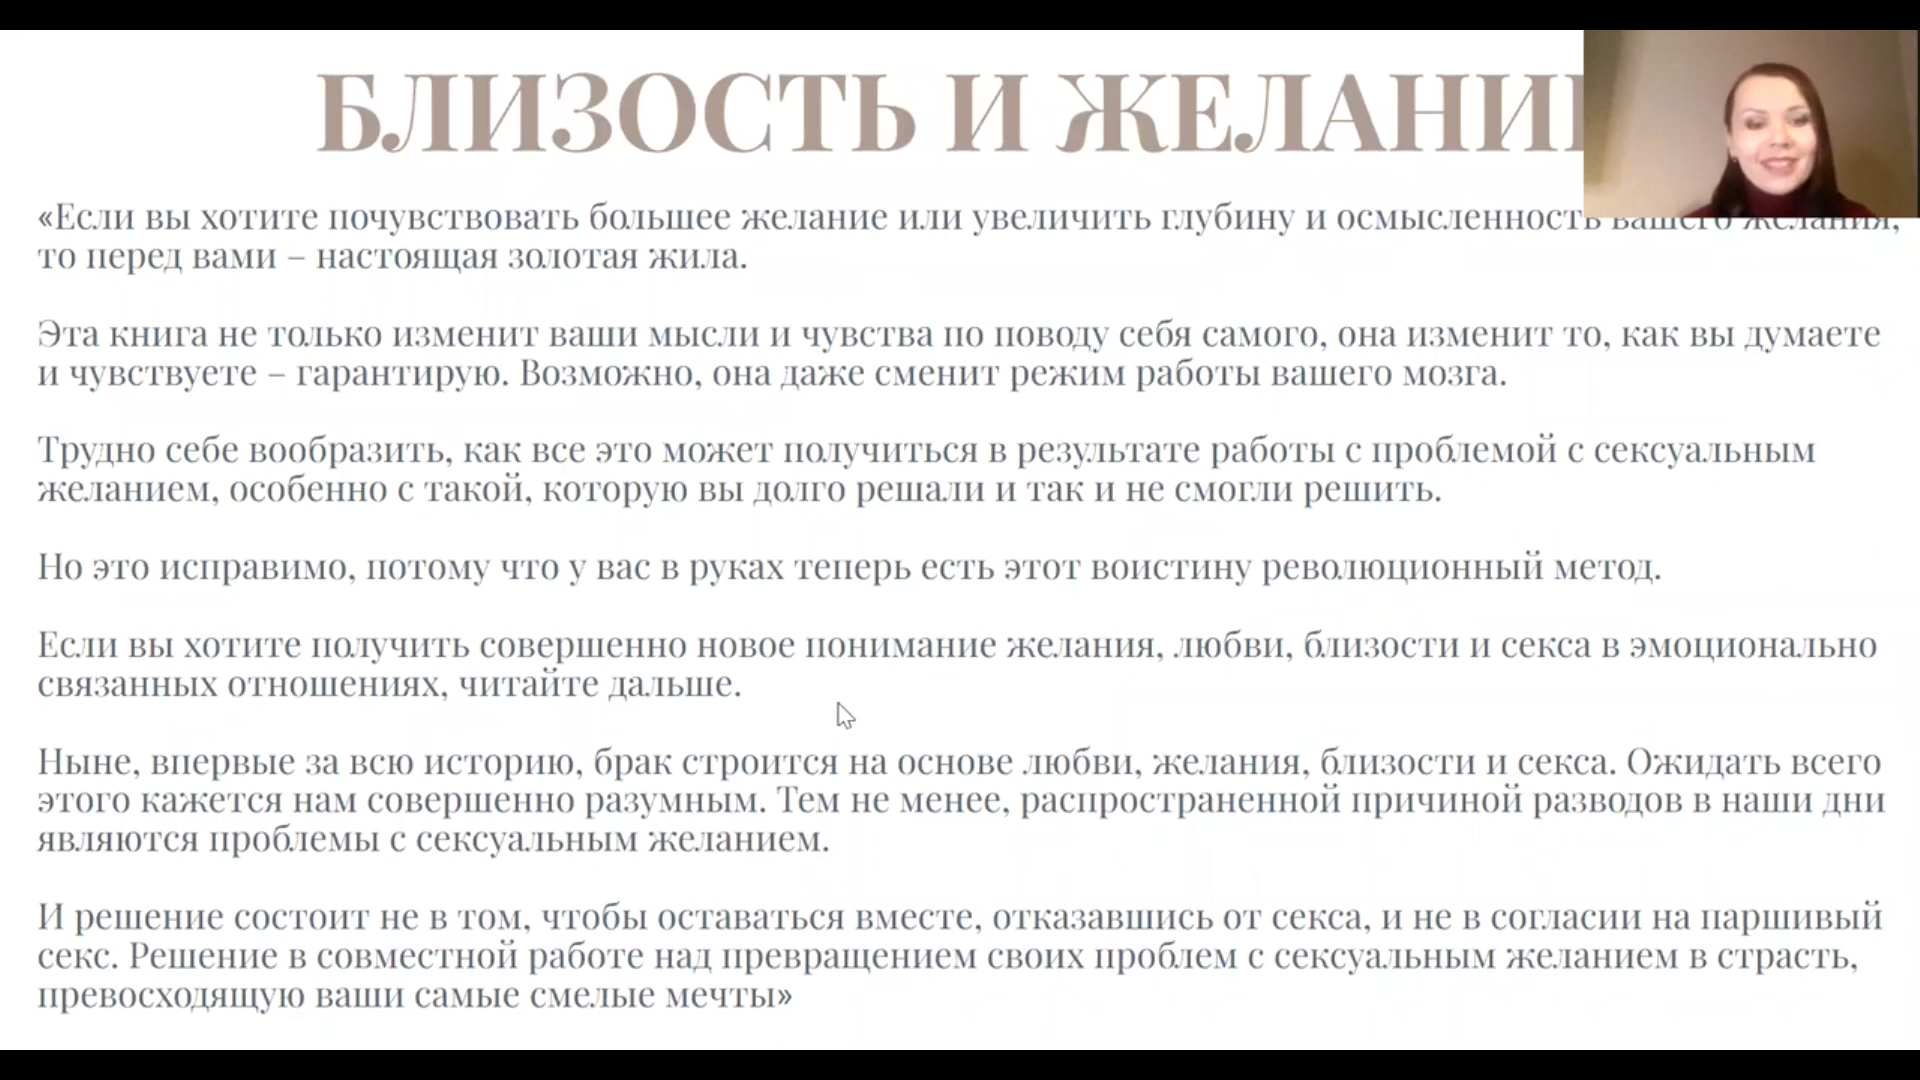 БЛИЗОСТЬ И ЖЕЛАНИ
«Если вы хотите почувствовать большее желание или увеличить глубину и осмысленность вашего желания,
то перед вами – настоящая золотая жила.
Эта книга не только изменит ваши мысли и чувства по поводу себя самого, она изменит то, как вы думаете
и чувствуете – гарантирую. Возможно, она даже сменит режим работы вашего мозга.
Трудно себе вообразить, как все это может получиться в результате работы с проблемой с сексуальным
желанием, особенно с такой, которую вы долго решали и так и не смогли решить.
Но это исправимо, потому что у вас в руках теперь есть этот воистину революционный метод.
Если вы хотите получить совершенно новое понимание желания, любви, близости и секса в эмоционально
связанных отношениях, читайте дальше.
Ныне, впервые за всю историю, брак строится на основе любви, желания, близости и секса. Ожидать всего
этого кажется нам совершенно разумным. Тем не менее, распространенной причиной разводов в наши дни
являются проблемы с сексуальным желанием.
И решение состоит не в том, чтобы оставаться вместе, отказавшись от секса, и не в согласии на паршивый
секс. Решение в совместной работе над превращением своих проблем с сексуальным желанием в страсть,
превосходящую ваши самые смелые мечты»